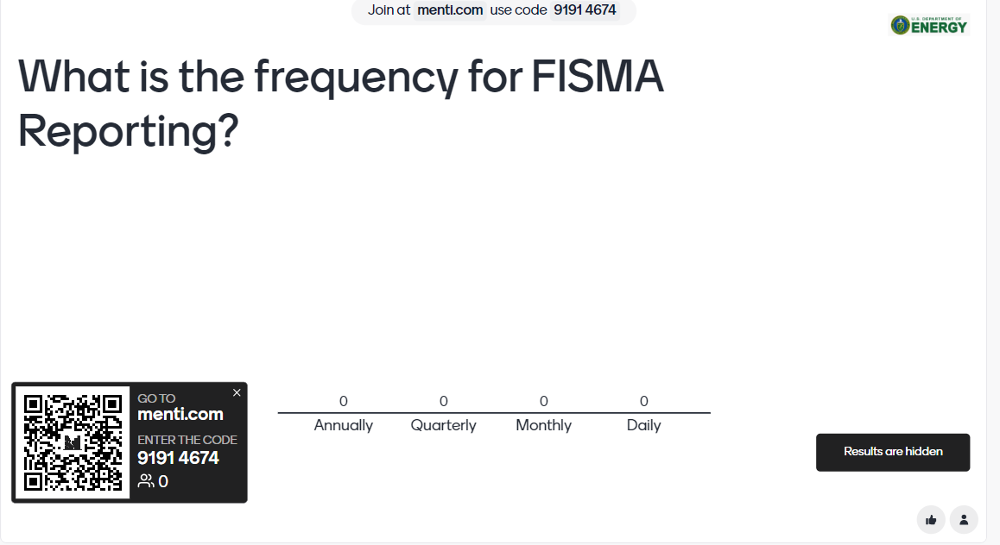 Join at menti.com use code 9191 4674
U.S. DEPARTMENT OF
ENERGY
What is the frequency for FISMA
Reporting?
GO TO
menti.com
ENTER THE CODE
9191 4674
0
0 0 0 0
Annually Quarterly Monthly Daily
Results are hidden